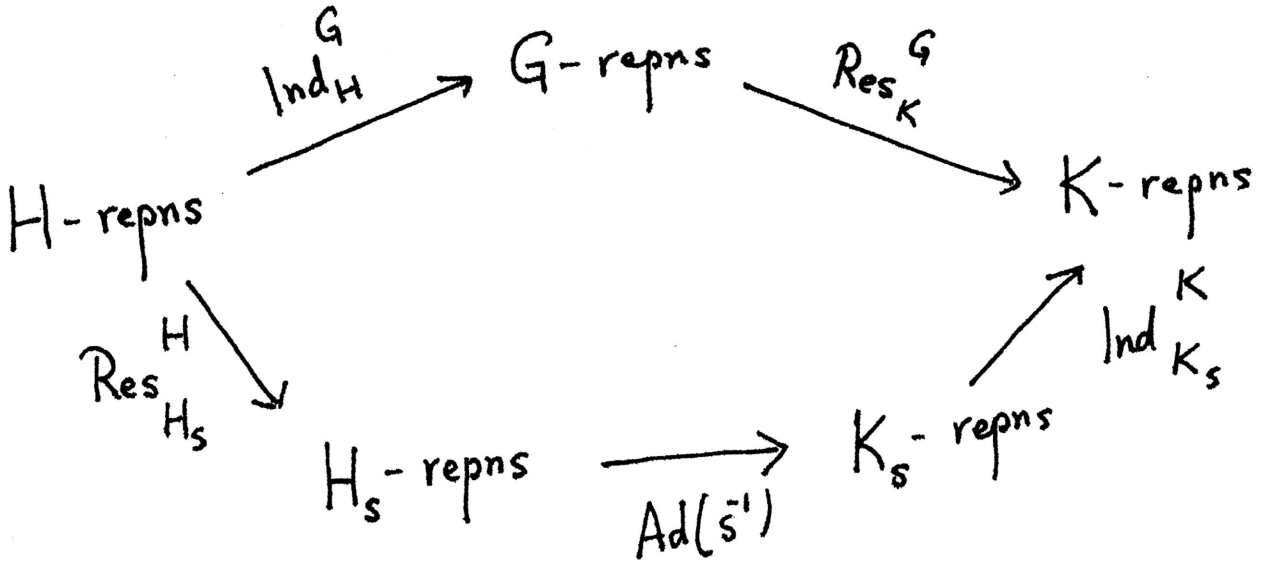 Ind_H^G
G-repns
Res_K^G
H-repns
K-repns
Res_{H_s}^H
Ind_{K_s}^K
H_s-repns
Ad(s^{-1})
K_s-repns